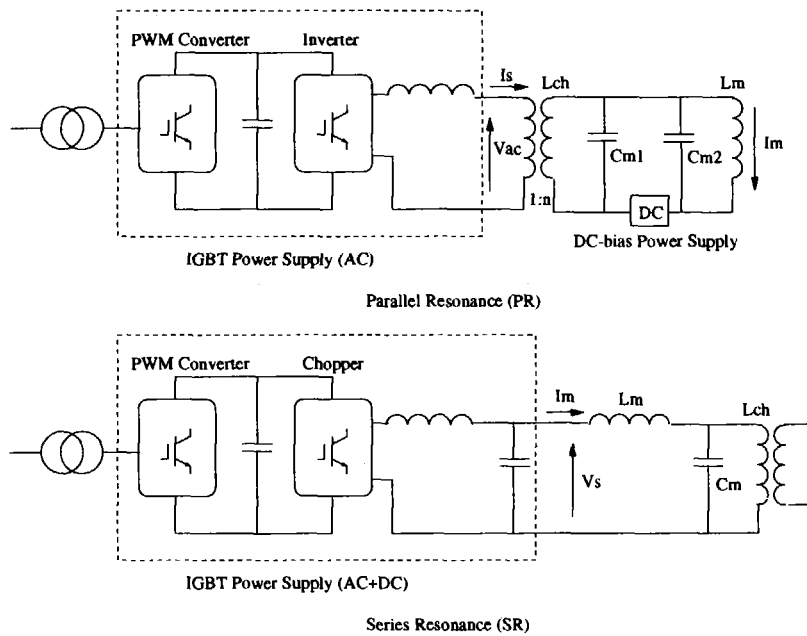 PWM Converter
Inverter
Is
Lch
Lm
Vac
Cm1
Cm2
Im
1:n
DC
DC-bias Power Supply
IGBT Power Supply (AC)
Parallel Resonance (PR)
PWM Converter
Chopper
Im
Lm
Lch
Vs
Cm
IGBT Power Supply (AC+DC)
Series Resonance (SR)